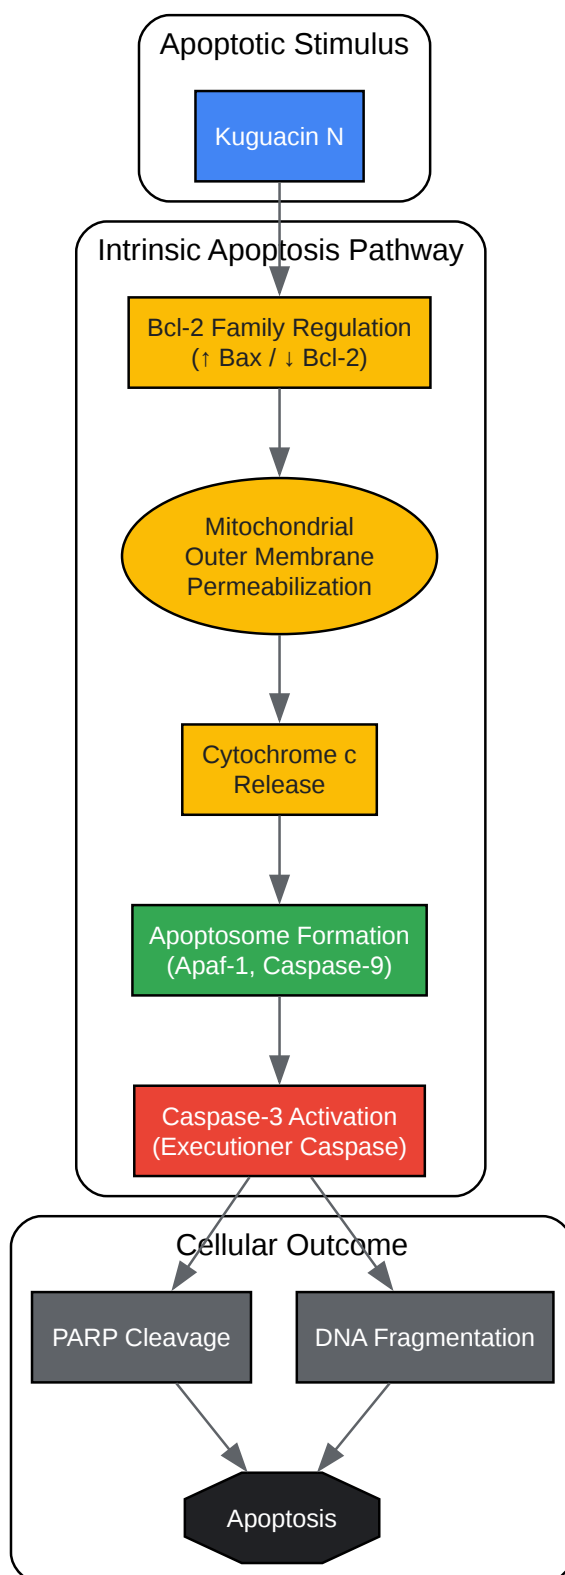 Apoptotic Stimulus
Kuguacin N
Intrinsic Apoptosis Pathway
Bcl-2 Family Regulation
(↑ Bax / ↓ Bcl-2)
Mitochondrial
Outer Membrane
Permeabilization
Cytochrome c
Release
Apoptosome Formation
(Apaf-1, Caspase-9)
Caspase-3 Activation
(Executioner Caspase)
Cellular Outcome
PARP Cleavage
DNA Fragmentation
Apoptosis